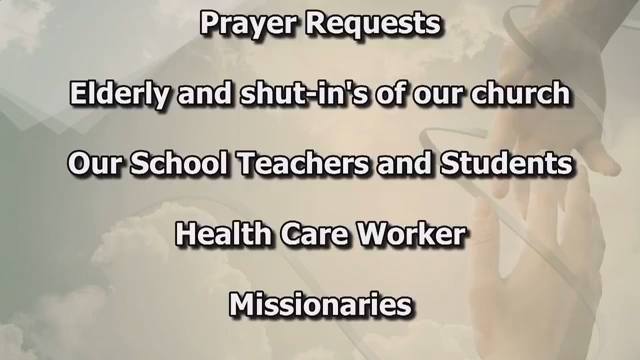 Prayer Requests
Elderly and shut-in's of our church
Our School Teachers and Students
Health Care Worker
Missionaries